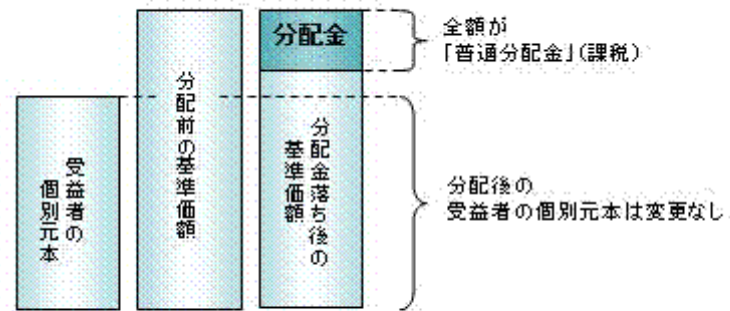 受益者の
個別元本
分配前の基準価額
分配金
分配金落ち後の
基準価額
全額が
「普通分配金」(課税)
分配後の
受益者の個別元本は変更なし